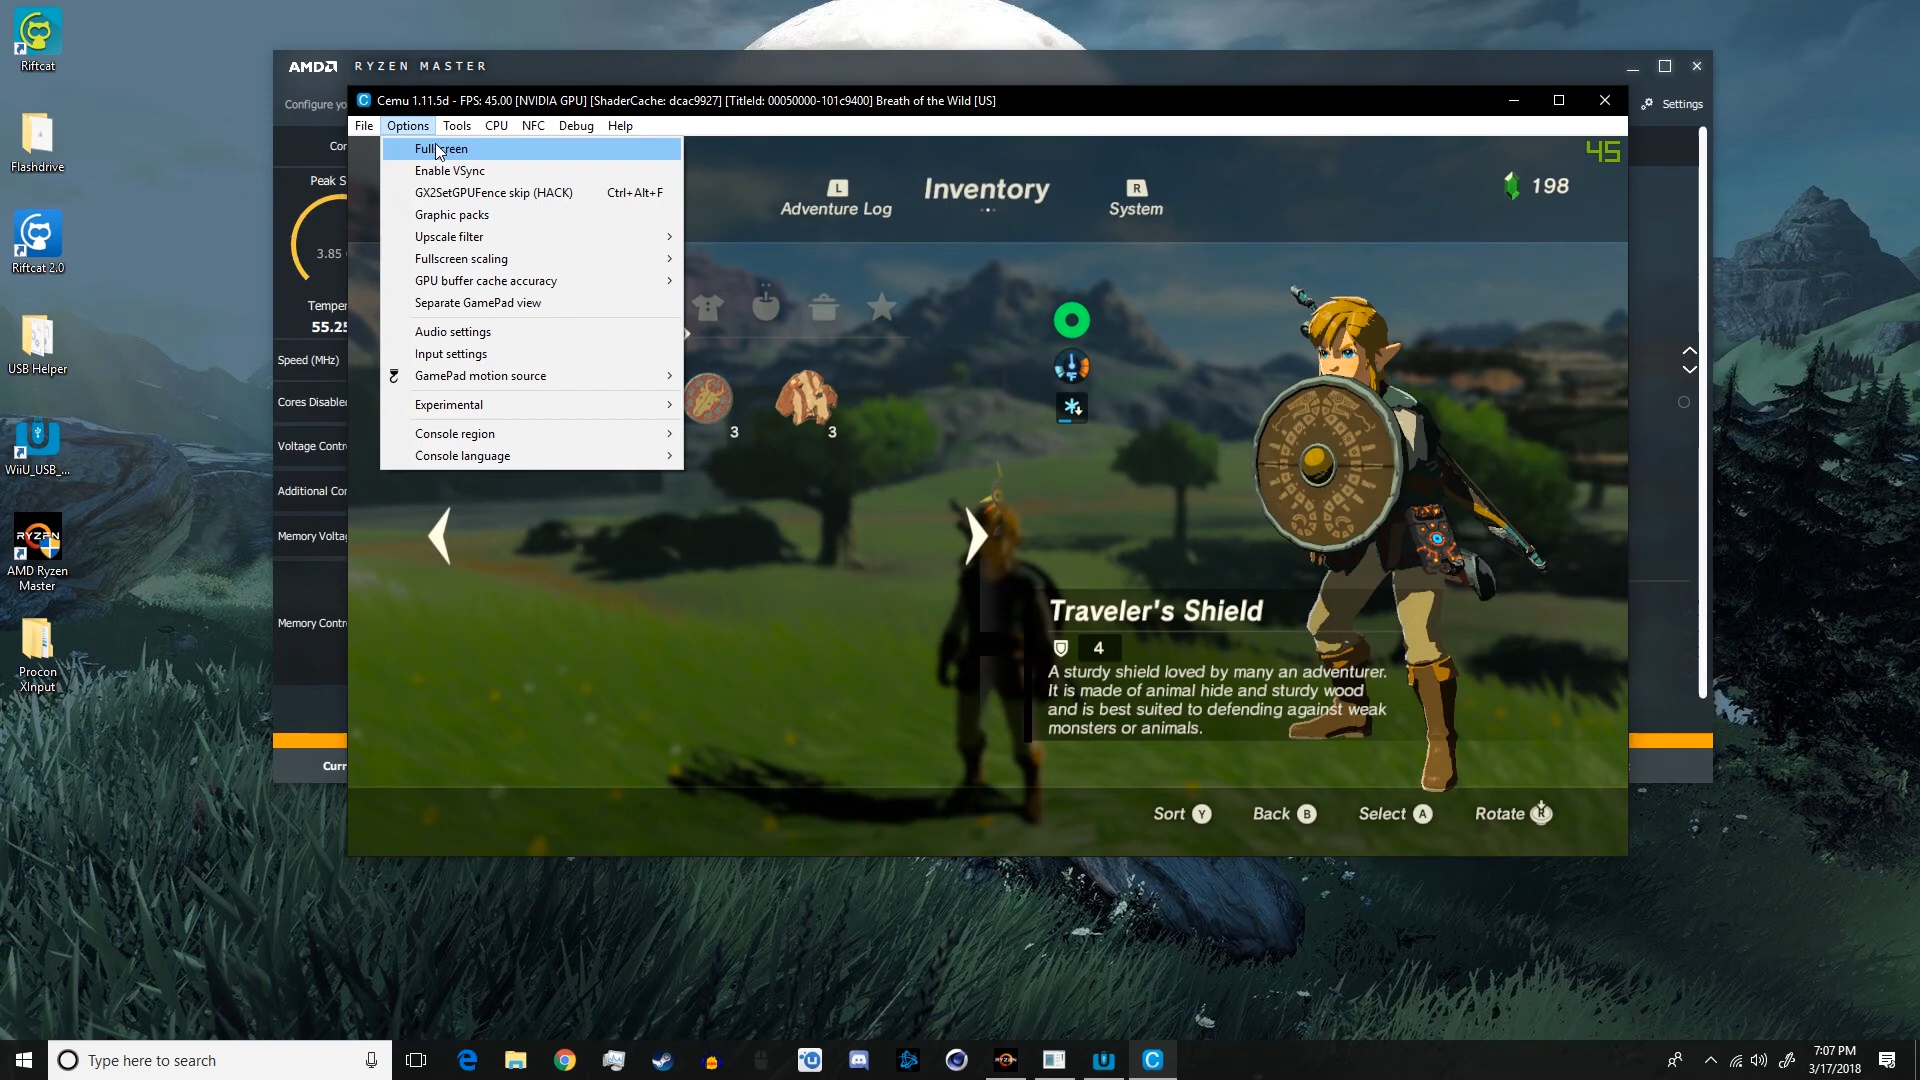 Riftcat
Flashdrive
Riftcat 2.0
USB Helper
WiiU_USB_...
RYZEN
AMD Ryzen
Master
Procon
XInput
AMD RYZEN MASTER
Configure yo
Settings
Cor
Peak S
3.85
Temper
55.25
Speed (MHz)
Cores Disabled
Voltage Contr
Additional Cor
Memory Voltag
Memory Contr
Curr
Cemu 1.11.5d - FPS: 45.00 [NVIDIA GPU] [ShaderCache: dcac9927] [TitleId: 00050000-101c9400] Breath of the Wild [US]
File Options Tools CPU NFC Debug Help
Fullscreen
Enable VSync
GX2SetGPUFence skip (HACK) Ctrl+Alt+F
Graphic packs
Upscale filter
Fullscreen scaling
GPU buffer cache accuracy
Separate GamePad view
Audio settings
Input settings
GamePad motion source
Experimental
Console region
Console language
45
L Inventory R
Adventure Log System
198
3 3
Traveler's Shield
4
A sturdy shield loved by many an adventurer.
It is made of animal hide and sturdy wood
and is best suited to defending against weak
monsters or animals.
Sort Y Back B Select A Rotate R
Type here to search
RYZEN
7:07 PM
3/17/2018